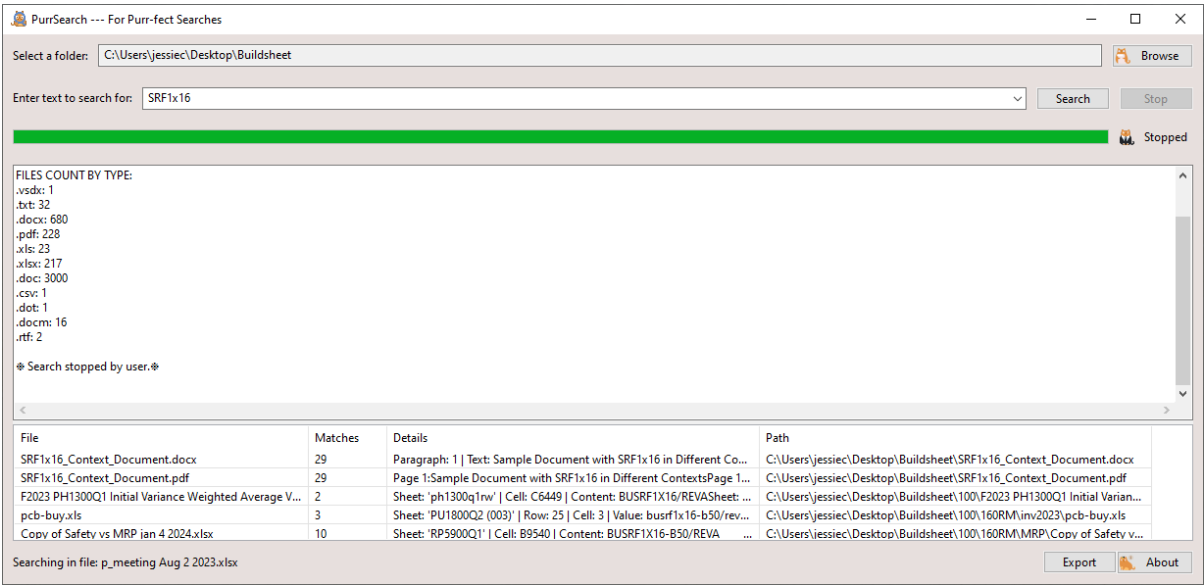 PurrSearch --- For Purr-fect Searches
Select a folder: C:\Users\jessiec\Desktop\Buildsheet Browse
Enter text to search for: SRF1x16 Search Stop
Stopped
FILES COUNT BY TYPE:
.vsdx: 1
.txt: 32
.docx: 680
.pdf: 228
.xls: 23
.xlsx: 217
.doc: 3000
.csv: 1
.dot: 1
.docm: 16
.rtf: 2
❉ Search stopped by user.❉
File Matches Details Path
SRF1x16_Context_Document.docx 29 Paragraph: 1 | Text: Sample Document with SRF1x16 in Different Co... C:\Users\jessiec\Desktop\Buildsheet\SRF1x16_Context_Document.docx
SRF1x16_Context_Document.pdf 29 Page 1:Sample Document with SRF1x16 in Different ContextsPage 1... C:\Users\jessiec\Desktop\Buildsheet\SRF1x16_Context_Document.pdf
F2023 PH1300Q1 Initial Variance Weighted Average V... 2 Sheet: 'ph1300q1rw' | Cell: C6449 | Content: BUSRF1X16/REVASheet: ... C:\Users\jessiec\Desktop\Buildsheet\100\F2023 PH1300Q1 Initial Varian...
pcb-buy.xls 3 Sheet: 'PU1800Q2 (003)' | Row: 25 | Cell: 3 | Value: busrf1x16-b50/rev... C:\Users\jessiec\Desktop\Buildsheet\100\160RM\inv2023\pcb-buy.xls
Copy of Safety vs MRP jan 4 2024.xlsx 10 Sheet: 'RP5900Q1' | Cell: B9540 | Content: BUSRF1X16-B50/REVA ... C:\Users\jessiec\Desktop\Buildsheet\100\160RM\MRP\Copy of Safety v...
Searching in file: p_meeting Aug 2 2023.xlsx Export About